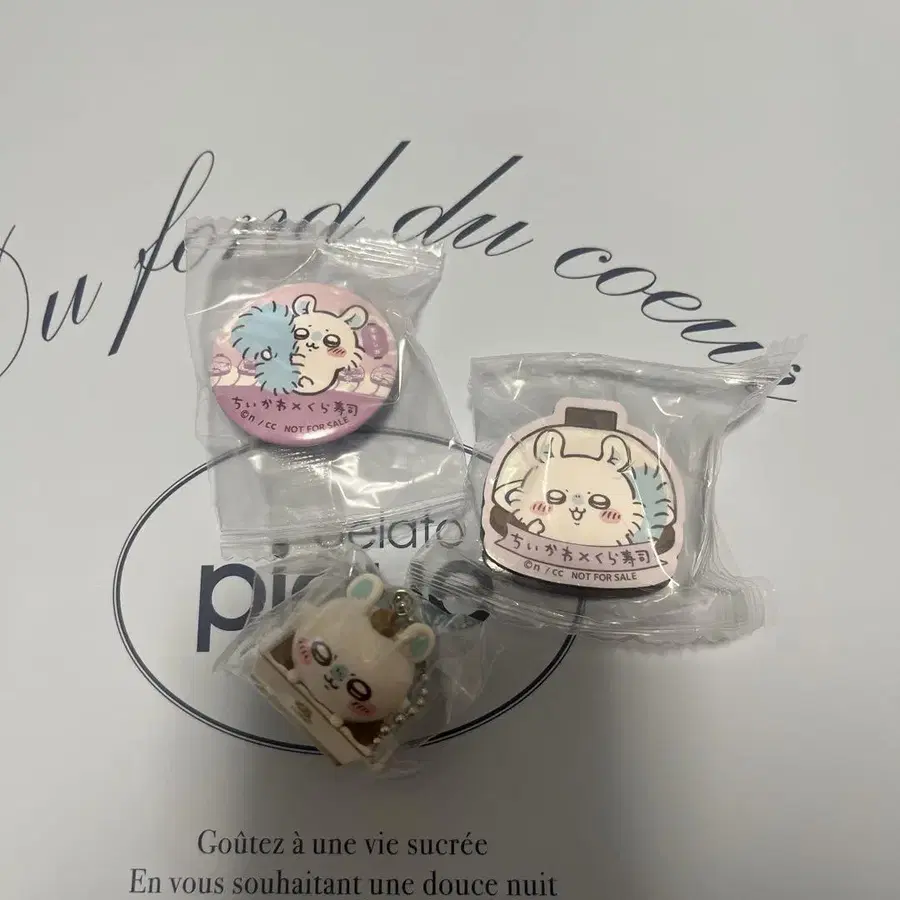 Du fond du coeur
ちいかわ×くら寿司
©n/cc NOT FOR SALE
ちいかわ×くら寿司
©n/cc NOT FOR SALE
gelato
Goûtez à une vie sucrée
En vous souhaitant une douce nuit